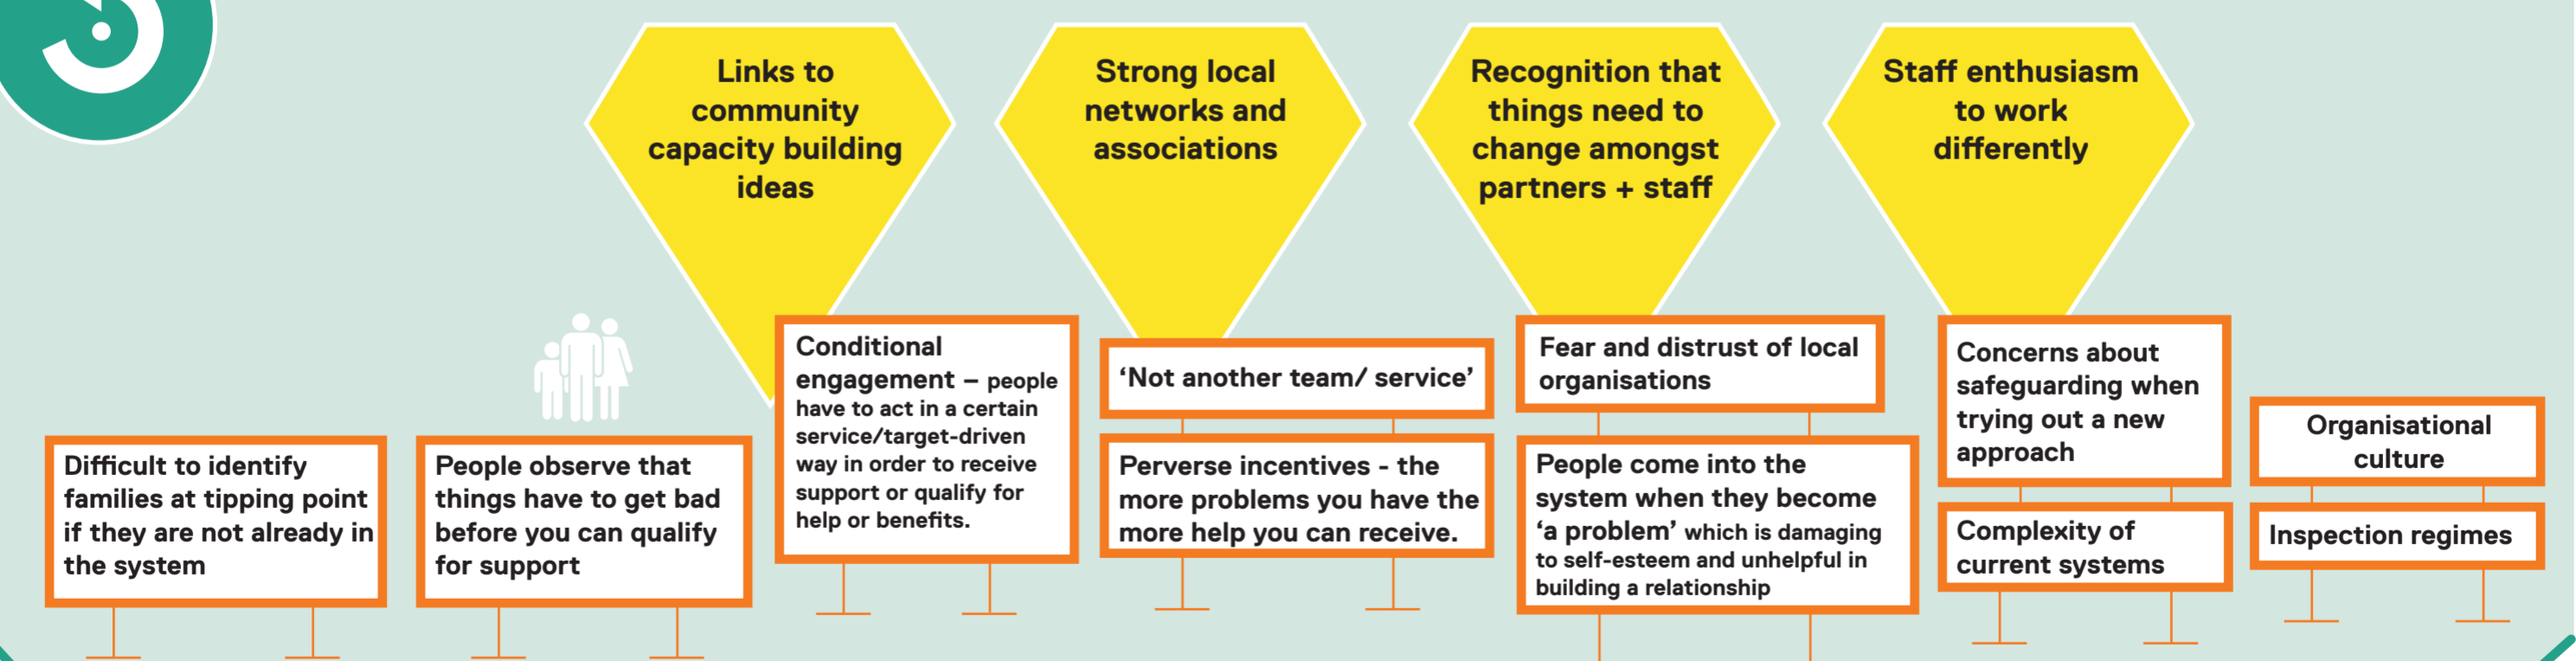 Links to
community
capacity building
ideas
Strong local
networks and
associations
Recognition that
things need to
change amongst
partners + staff
Staff enthusiasm
to work
differently
Difficult to identify
families at tipping point
if they are not already in
the system
People observe that
things have to get bad
before you can qualify
for support
Conditional
engagement – people
have to act in a certain
service/target-driven
way in order to receive
support or qualify for
help or benefits.
‘Not another team/ service’
Perverse incentives - the
more problems you have the
more help you can receive.
Fear and distrust of local
organisations
People come into the
system when they become
‘a problem’ which is damaging
to self-esteem and unhelpful in
building a relationship
Concerns about
safeguarding when
trying out a new
approach
Complexity of
current systems
Organisational
culture
Inspection regimes